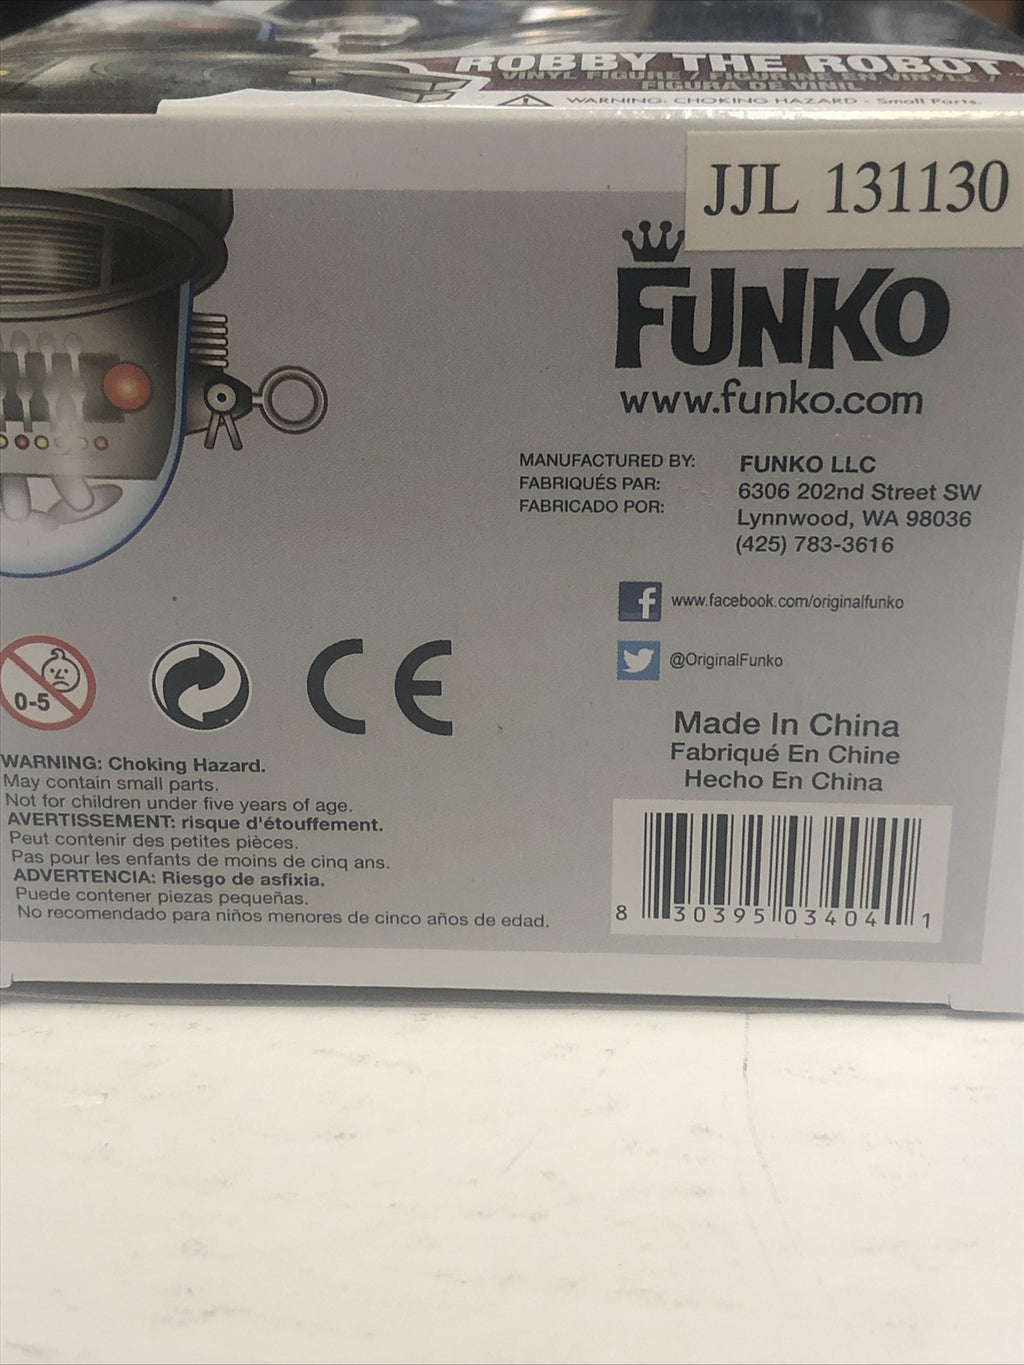 ROBBY THE ROBOT
VINYL FIGURE / FIGURINE EN VINYLE /
FIGURA DE VINIL
WARNING: CHOKING HAZARD - Small Parts.
JJL 131130
FUNKO
www.funko.com
MANUFACTURED BY:
FABRIQUÉS PAR:
FABRICADO POR:
FUNKO LLC
6306 202nd Street SW
Lynnwood, WA 98036
(425) 783-3616
www.facebook.com/originalfunko
@OriginalFunko
0-5
CE
Made In China
Fabriqué En Chine
Hecho En China
WARNING: Choking Hazard.
May contain small parts.
Not for children under five years of age.
AVERTISSEMENT: risque d'étouffement.
Peut contenir des petites pièces.
Pas pour les enfants de moins de cinq ans.
ADVERTENCIA: Riesgo de asfixia.
Puede contener piezas pequeñas.
No recomendado para niños menores de cinco años de edad.
8 30395 03404 1